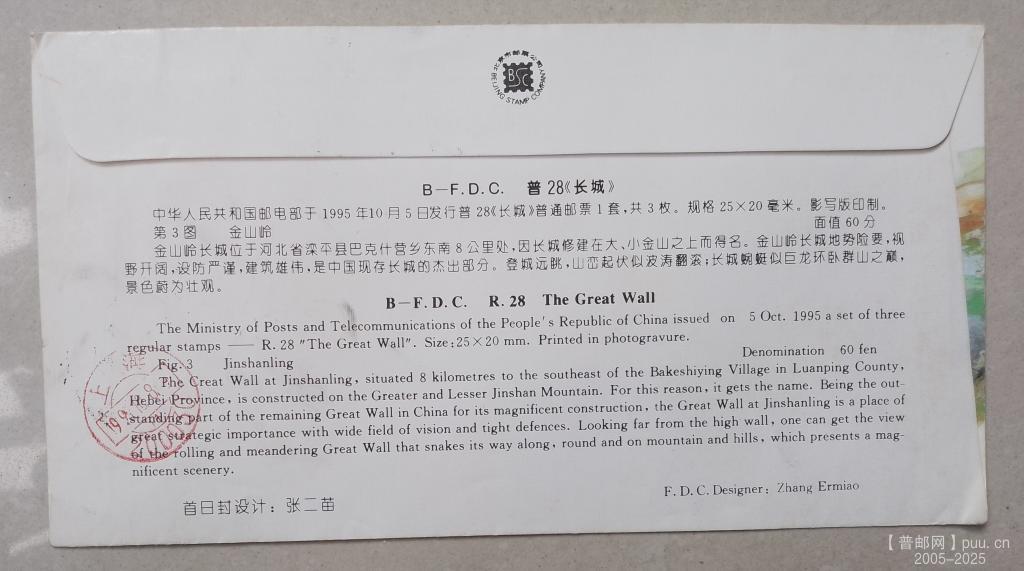 北京市邮票公司
BSC
BEIJING STAMP COMPANY
B—F.D.C. 普28《长城》
中华人民共和国邮电部于1995年10月5日发行普28《长城》普通邮票1套,共3枚。规格25×20毫米。影写版印制。
第3图 金山岭 面值60分
金山岭长城位于河北省滦平县巴克什营乡东南8公里处,因长城修建在大、小金山之上而得名。金山岭长城地势险要,视
野开阔,设防严谨,建筑雄伟,是中国现存长城的杰出部分。登城远眺,山峦起伏似波涛翻滚;长城蜿蜒似巨龙环卧群山之巅,
景色蔚为壮观。
B—F.D.C. R.28 The Great Wall
The Ministry of Posts and Telecommunications of the People's Republic of China issued on 5 Oct. 1995 a set of three
regular stamps —— R.28 "The Great Wall". Size:25×20 mm. Printed in photogravure.
Fig.3 Jinshanling Denomination 60 fen
The Great Wall at Jinshanling, situated 8 kilometres to the southeast of the Bakeshiying Village in Luanping County,
Hebei Province, is constructed on the Greater and Lesser Jinshan Mountain. For this reason, it gets the name. Being the out-
standing part of the remaining Great Wall in China for its magnificent construction, the Great Wall at Jinshanling is a place of
great strategic importance with wide field of vision and tight defences. Looking far from the high wall, one can get the view
of the rolling and meandering Great Wall that snakes its way along, round and on mountain and hills, which presents a mag-
nificent scenery.
首日封设计:张二苗
F.D.C.Designer: Zhang Ermiao
上海
【普邮网】puu.cn
2005-2025